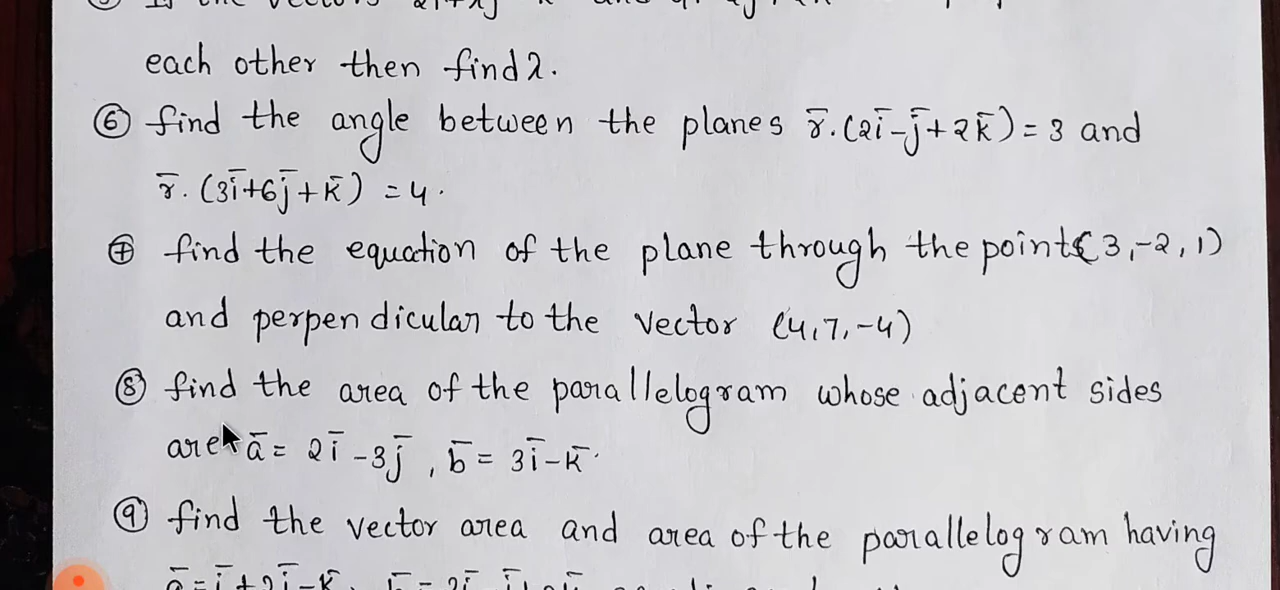 each other then find λ.
⑥ find the angle between the planes r̄.(2ī-j̄+2k̄)=3 and
r̄.(3ī+6j̄+k̄) =4.
⑦ find the equation of the plane through the point (3,-2,1)
and perpendicular to the vector (4,7,-4)
⑧ find the area of the parallelogram whose adjacent sides
are ā= 2ī-3j̄, b̄= 3ī-k̄.
⑨ find the vector area and area of the parallelogram having